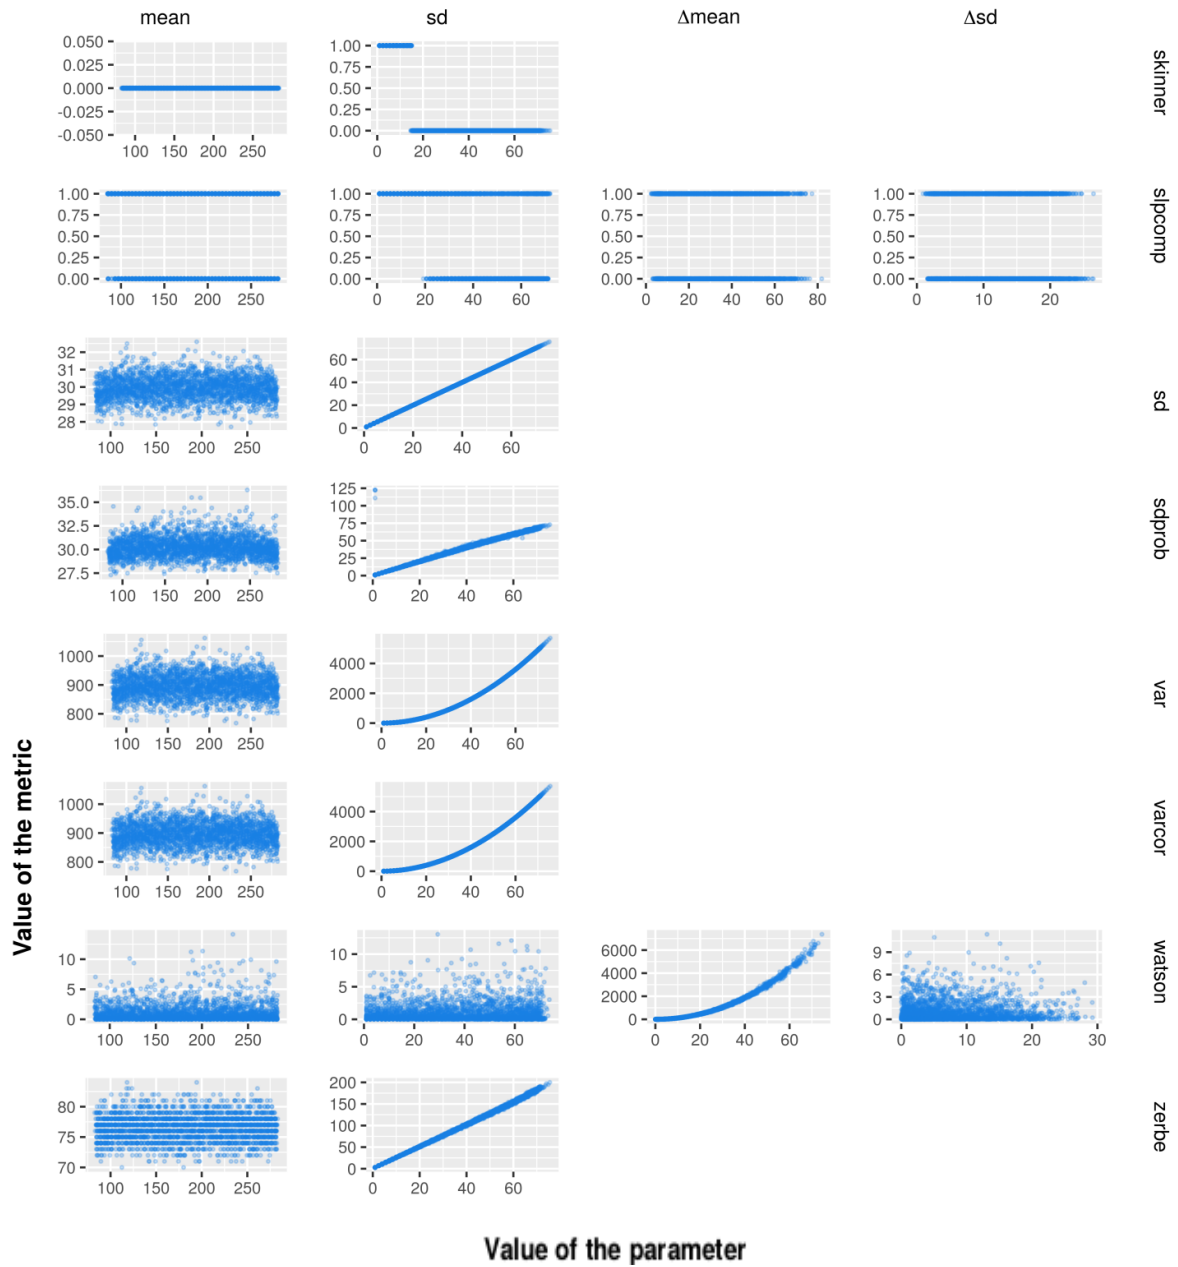 mean sd Δmean Δsd
0.050
0.025
0.000
-0.025
-0.050
100 150 200 250
1.00
0.75
0.50
0.25
0.00
0 20 40 60
skinner
1.00
0.75
0.50
0.25
0.00
100 150 200 250
1.00
0.75
0.50
0.25
0.00
0 20 40 60
1.00
0.75
0.50
0.25
0.00
0 20 40 60 80
1.00
0.75
0.50
0.25
0.00
0 10 20
slpcomp
32
31
30
29
28
100 150 200 250
60
40
20
0
0 20 40 60
sd
35.0
32.5
30.0
27.5
100 150 200 250
125
100
75
50
25
0
0 20 40 60
sdprob
1000
900
800
100 150 200 250
4000
2000
0
0 20 40 60
var
1000
900
800
100 150 200 250
4000
2000
0
0 20 40 60
varcor
10
5
0
100 150 200 250
10
5
0
0 20 40 60
6000
4000
2000
0
0 20 40 60
9
6
3
0
0 10 20 30
watson
80
75
70
100 150 200 250
200
150
100
50
0
0 20 40 60
zerbe
Value of the metric
Value of the parameter